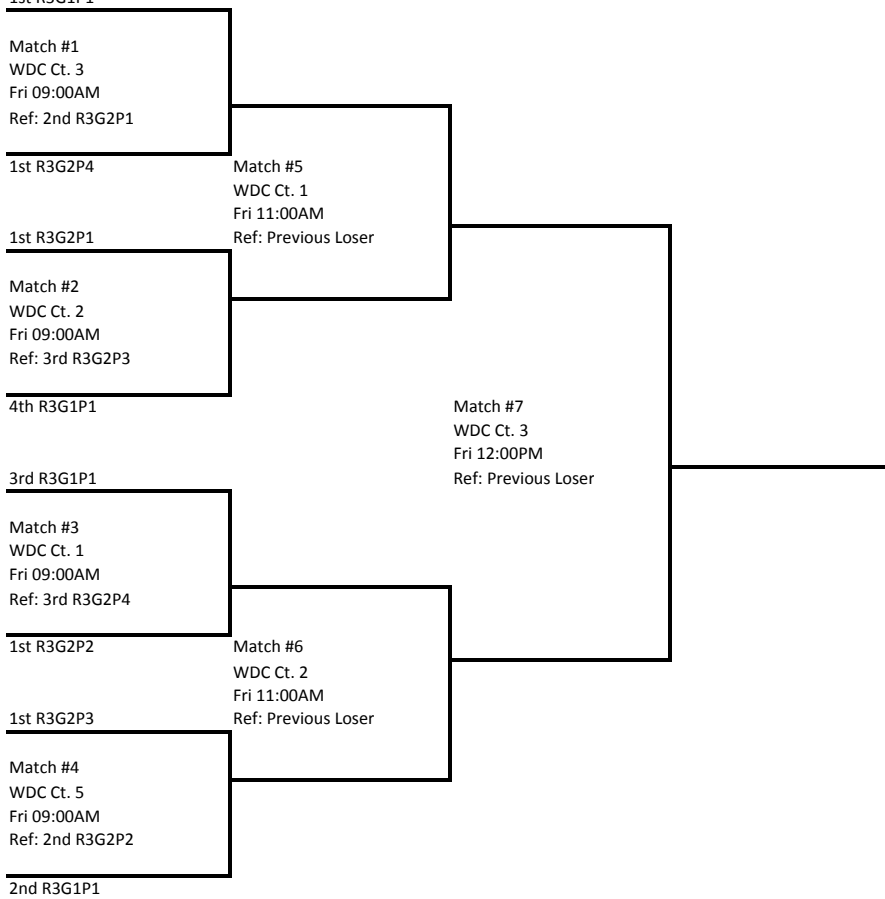 1st R3G1P1
Match #1
WDC Ct. 3
Fri 09:00AM
Ref: 2nd R3G2P1
1st R3G2P4
Match #5
WDC Ct. 1
Fri 11:00AM
Ref: Previous Loser
1st R3G2P1
Match #2
WDC Ct. 2
Fri 09:00AM
Ref: 3rd R3G2P3
4th R3G1P1
Match #7
WDC Ct. 3
Fri 12:00PM
Ref: Previous Loser
3rd R3G1P1
Match #3
WDC Ct. 1
Fri 09:00AM
Ref: 3rd R3G2P4
1st R3G2P2
Match #6
WDC Ct. 2
Fri 11:00AM
Ref: Previous Loser
1st R3G2P3
Match #4
WDC Ct. 5
Fri 09:00AM
Ref: 2nd R3G2P2
2nd R3G1P1